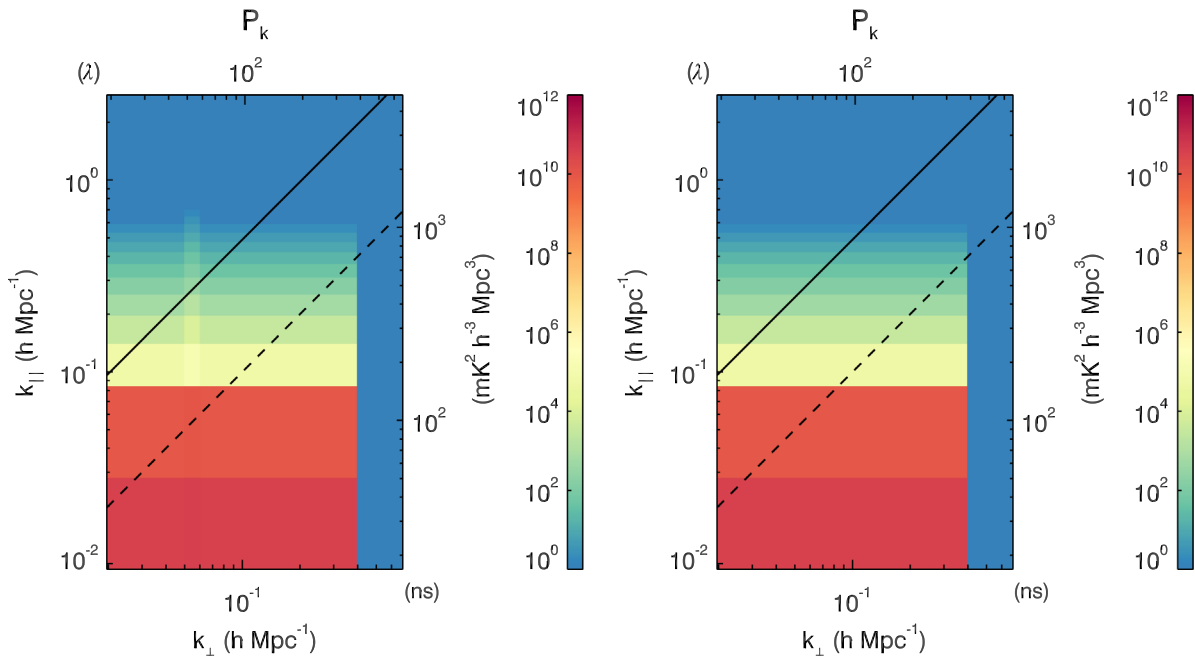 P_k
(λ) 10^2
10^12
10^10
10^8
10^6
10^4
10^2
10^0
(mK^2 h^-3 Mpc^3)
10^0
10^-1
10^-2
k_|| (h Mpc^-1)
10^3
10^2
(ns)
10^-1
k_⊥ (h Mpc^-1)
P_k
(λ) 10^2
10^12
10^10
10^8
10^6
10^4
10^2
10^0
(mK^2 h^-3 Mpc^3)
10^0
10^-1
10^-2
k_|| (h Mpc^-1)
10^3
10^2
(ns)
10^-1
k_⊥ (h Mpc^-1)